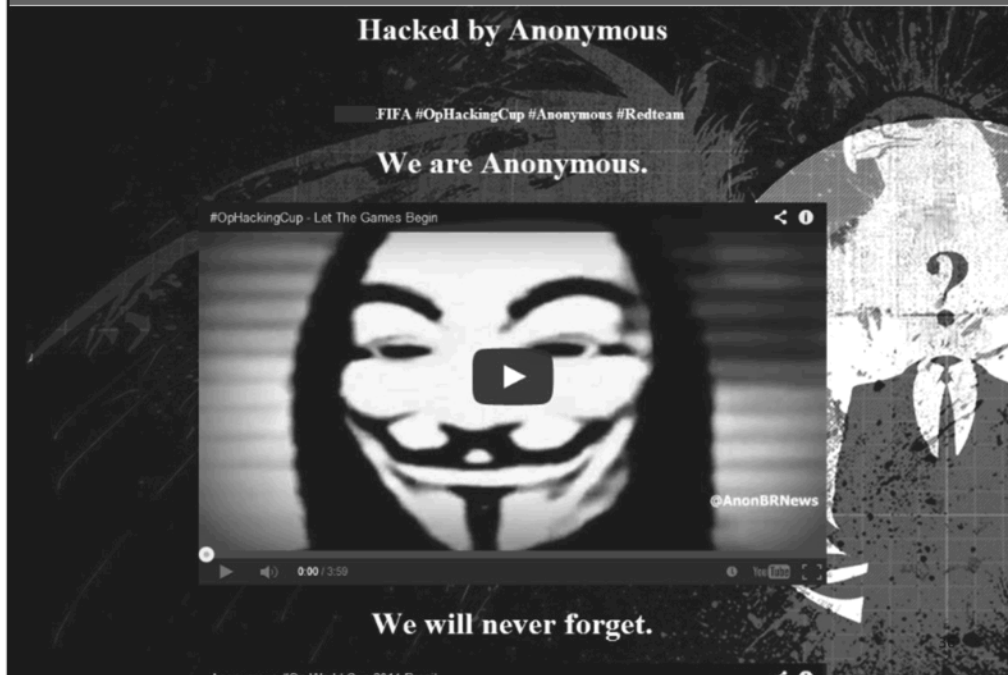 Hacked by Anonymous
FIFA #OpHackingCup #Anonymous #Redteam
We are Anonymous.
#OpHackingCup - Let The Games Begin
?
@AnonBRNews
0:00 / 3:59
YouTube
We will never forget.